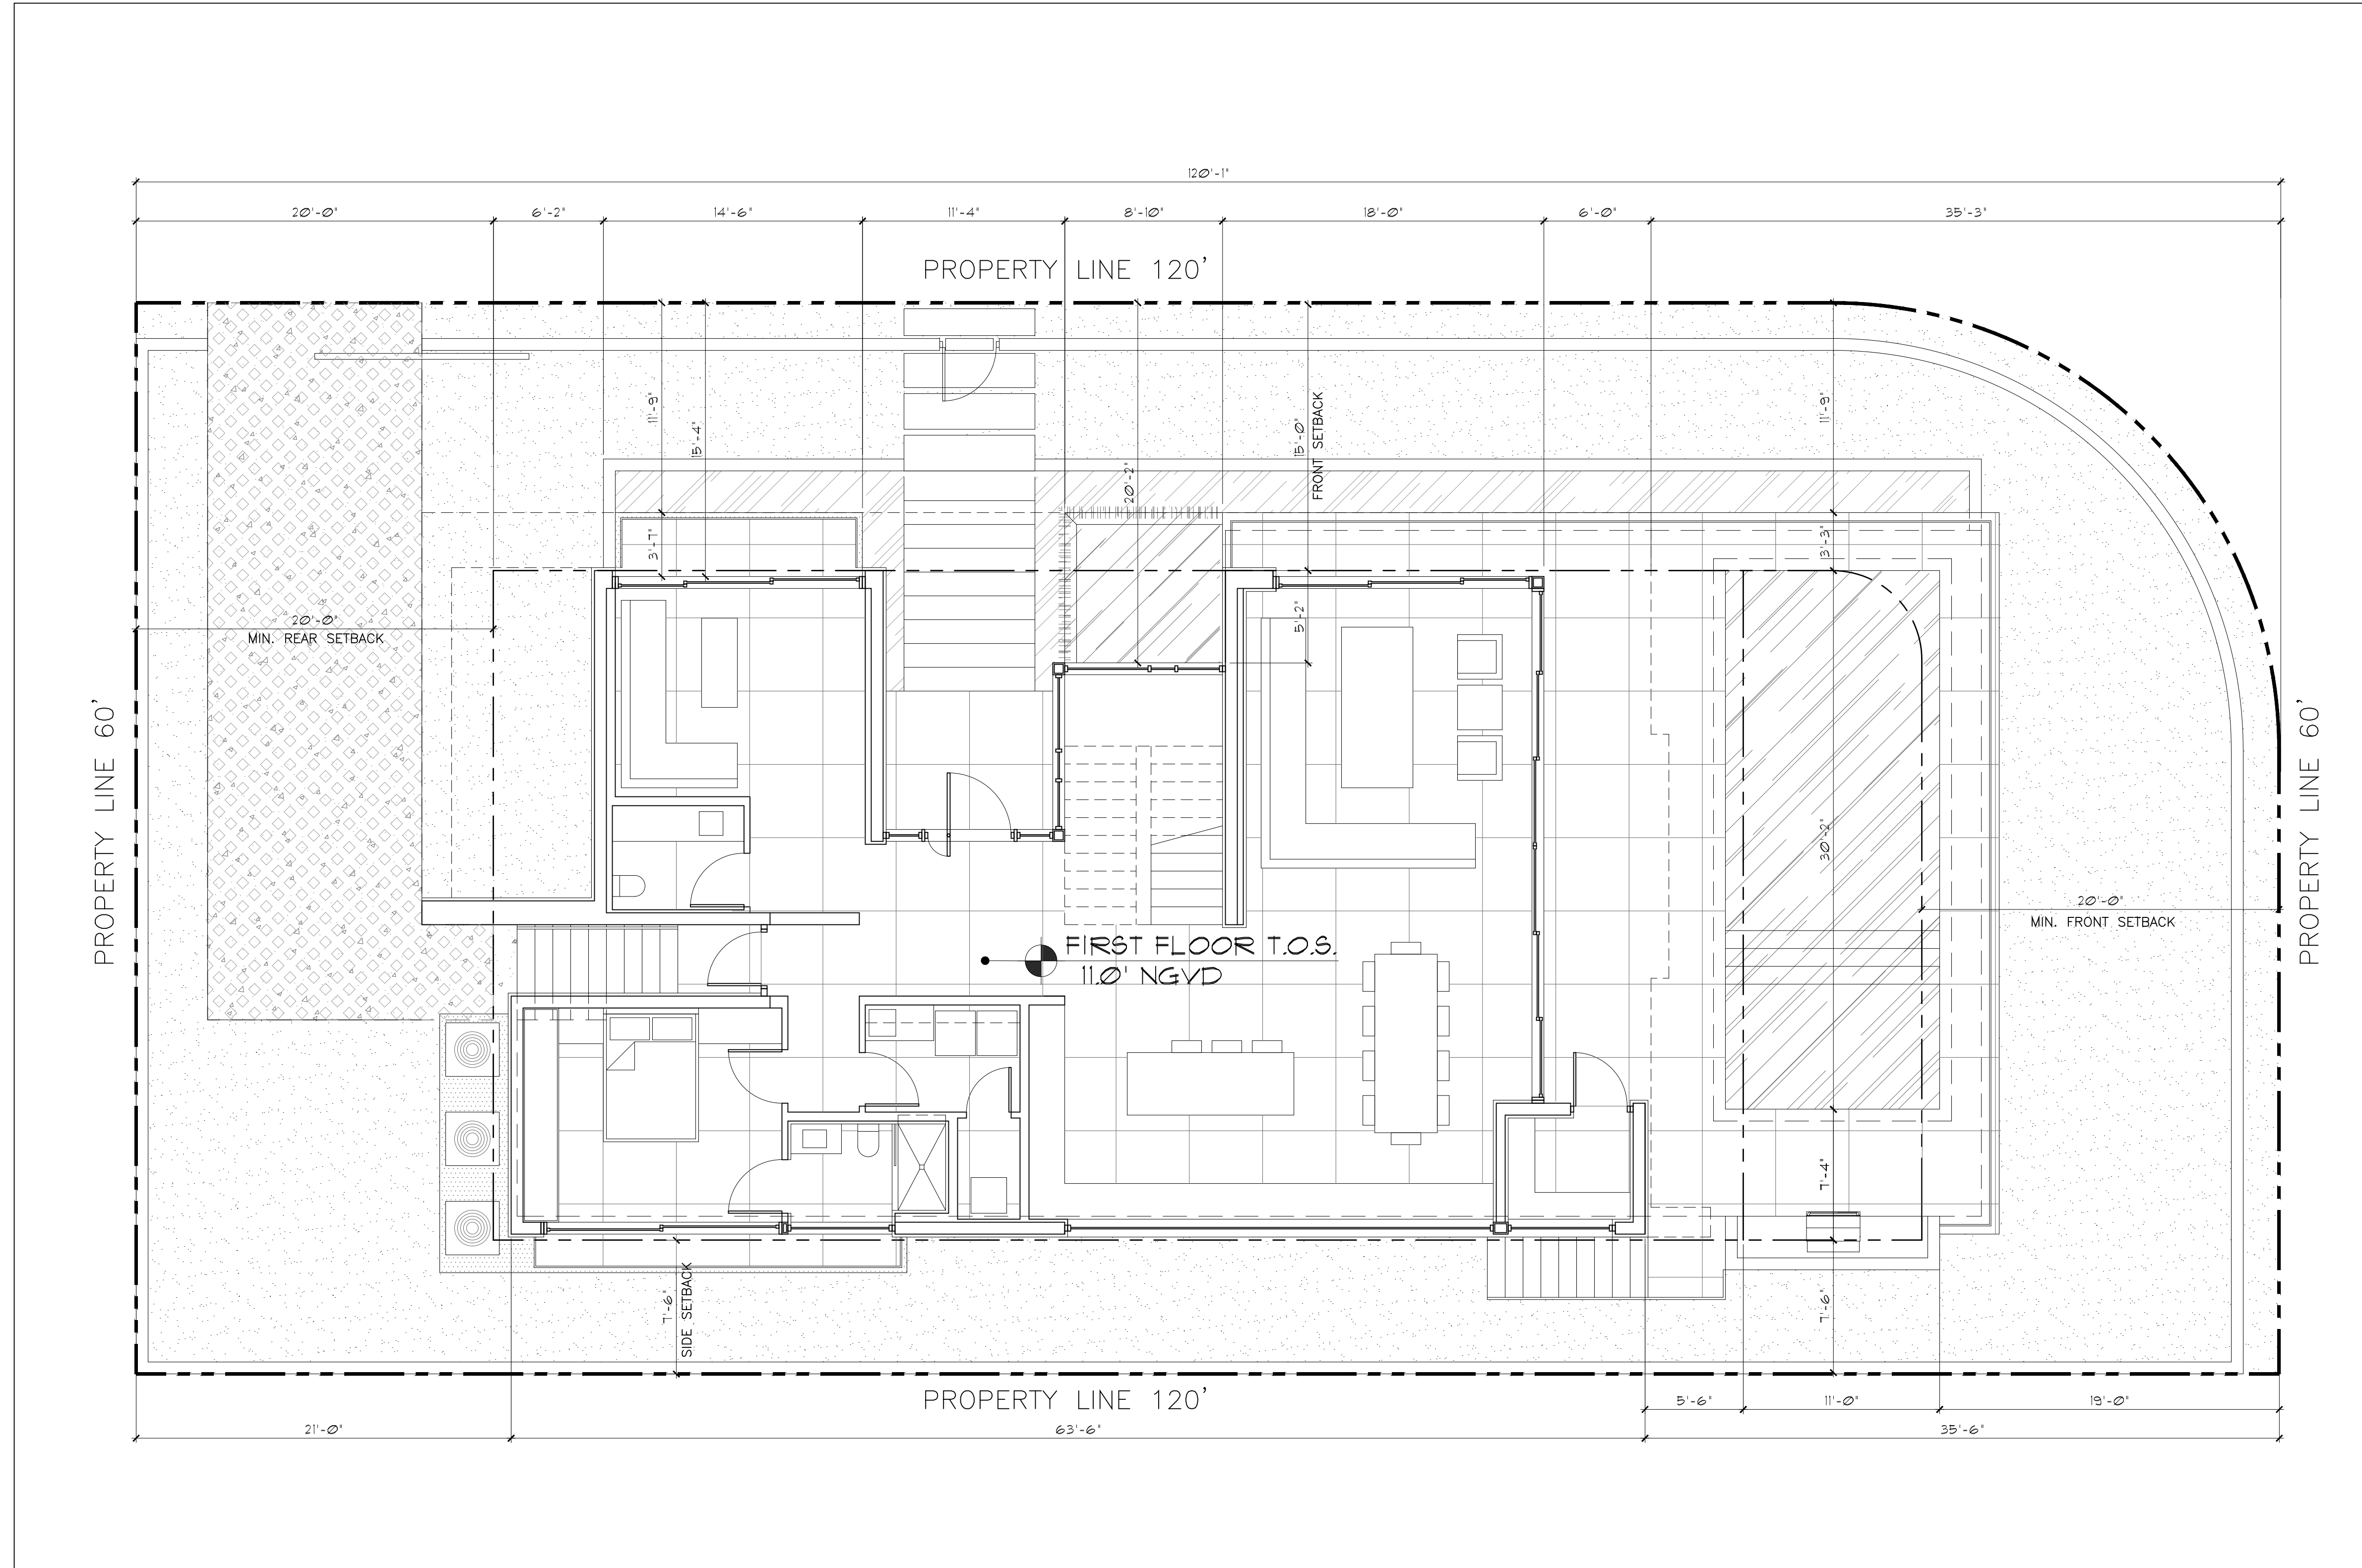 120'-1"
20'-0"
6'-2"
14'-6"
11'-4"
8'-10"
18'-0"
6'-0"
35'-3"
PROPERTY LINE 120'
11'-9"
15'-4"
20'-2"
15'-0"
FRONT SETBACK
11'-9"
3'-7"
3'-3"
5'-2"
20'-0"
MIN. REAR SETBACK
PROPERTY LINE 60'
PROPERTY LINE 60'
30'-2"
20'-0"
MIN. FRONT SETBACK
FIRST FLOOR T.O.S.
11.0' NGVD
7'-4"
7'-6"
SIDE SETBACK
7'-6"
PROPERTY LINE 120'
5'-6"
11'-0"
19'-0"
21'-0"
63'-6"
35'-6"